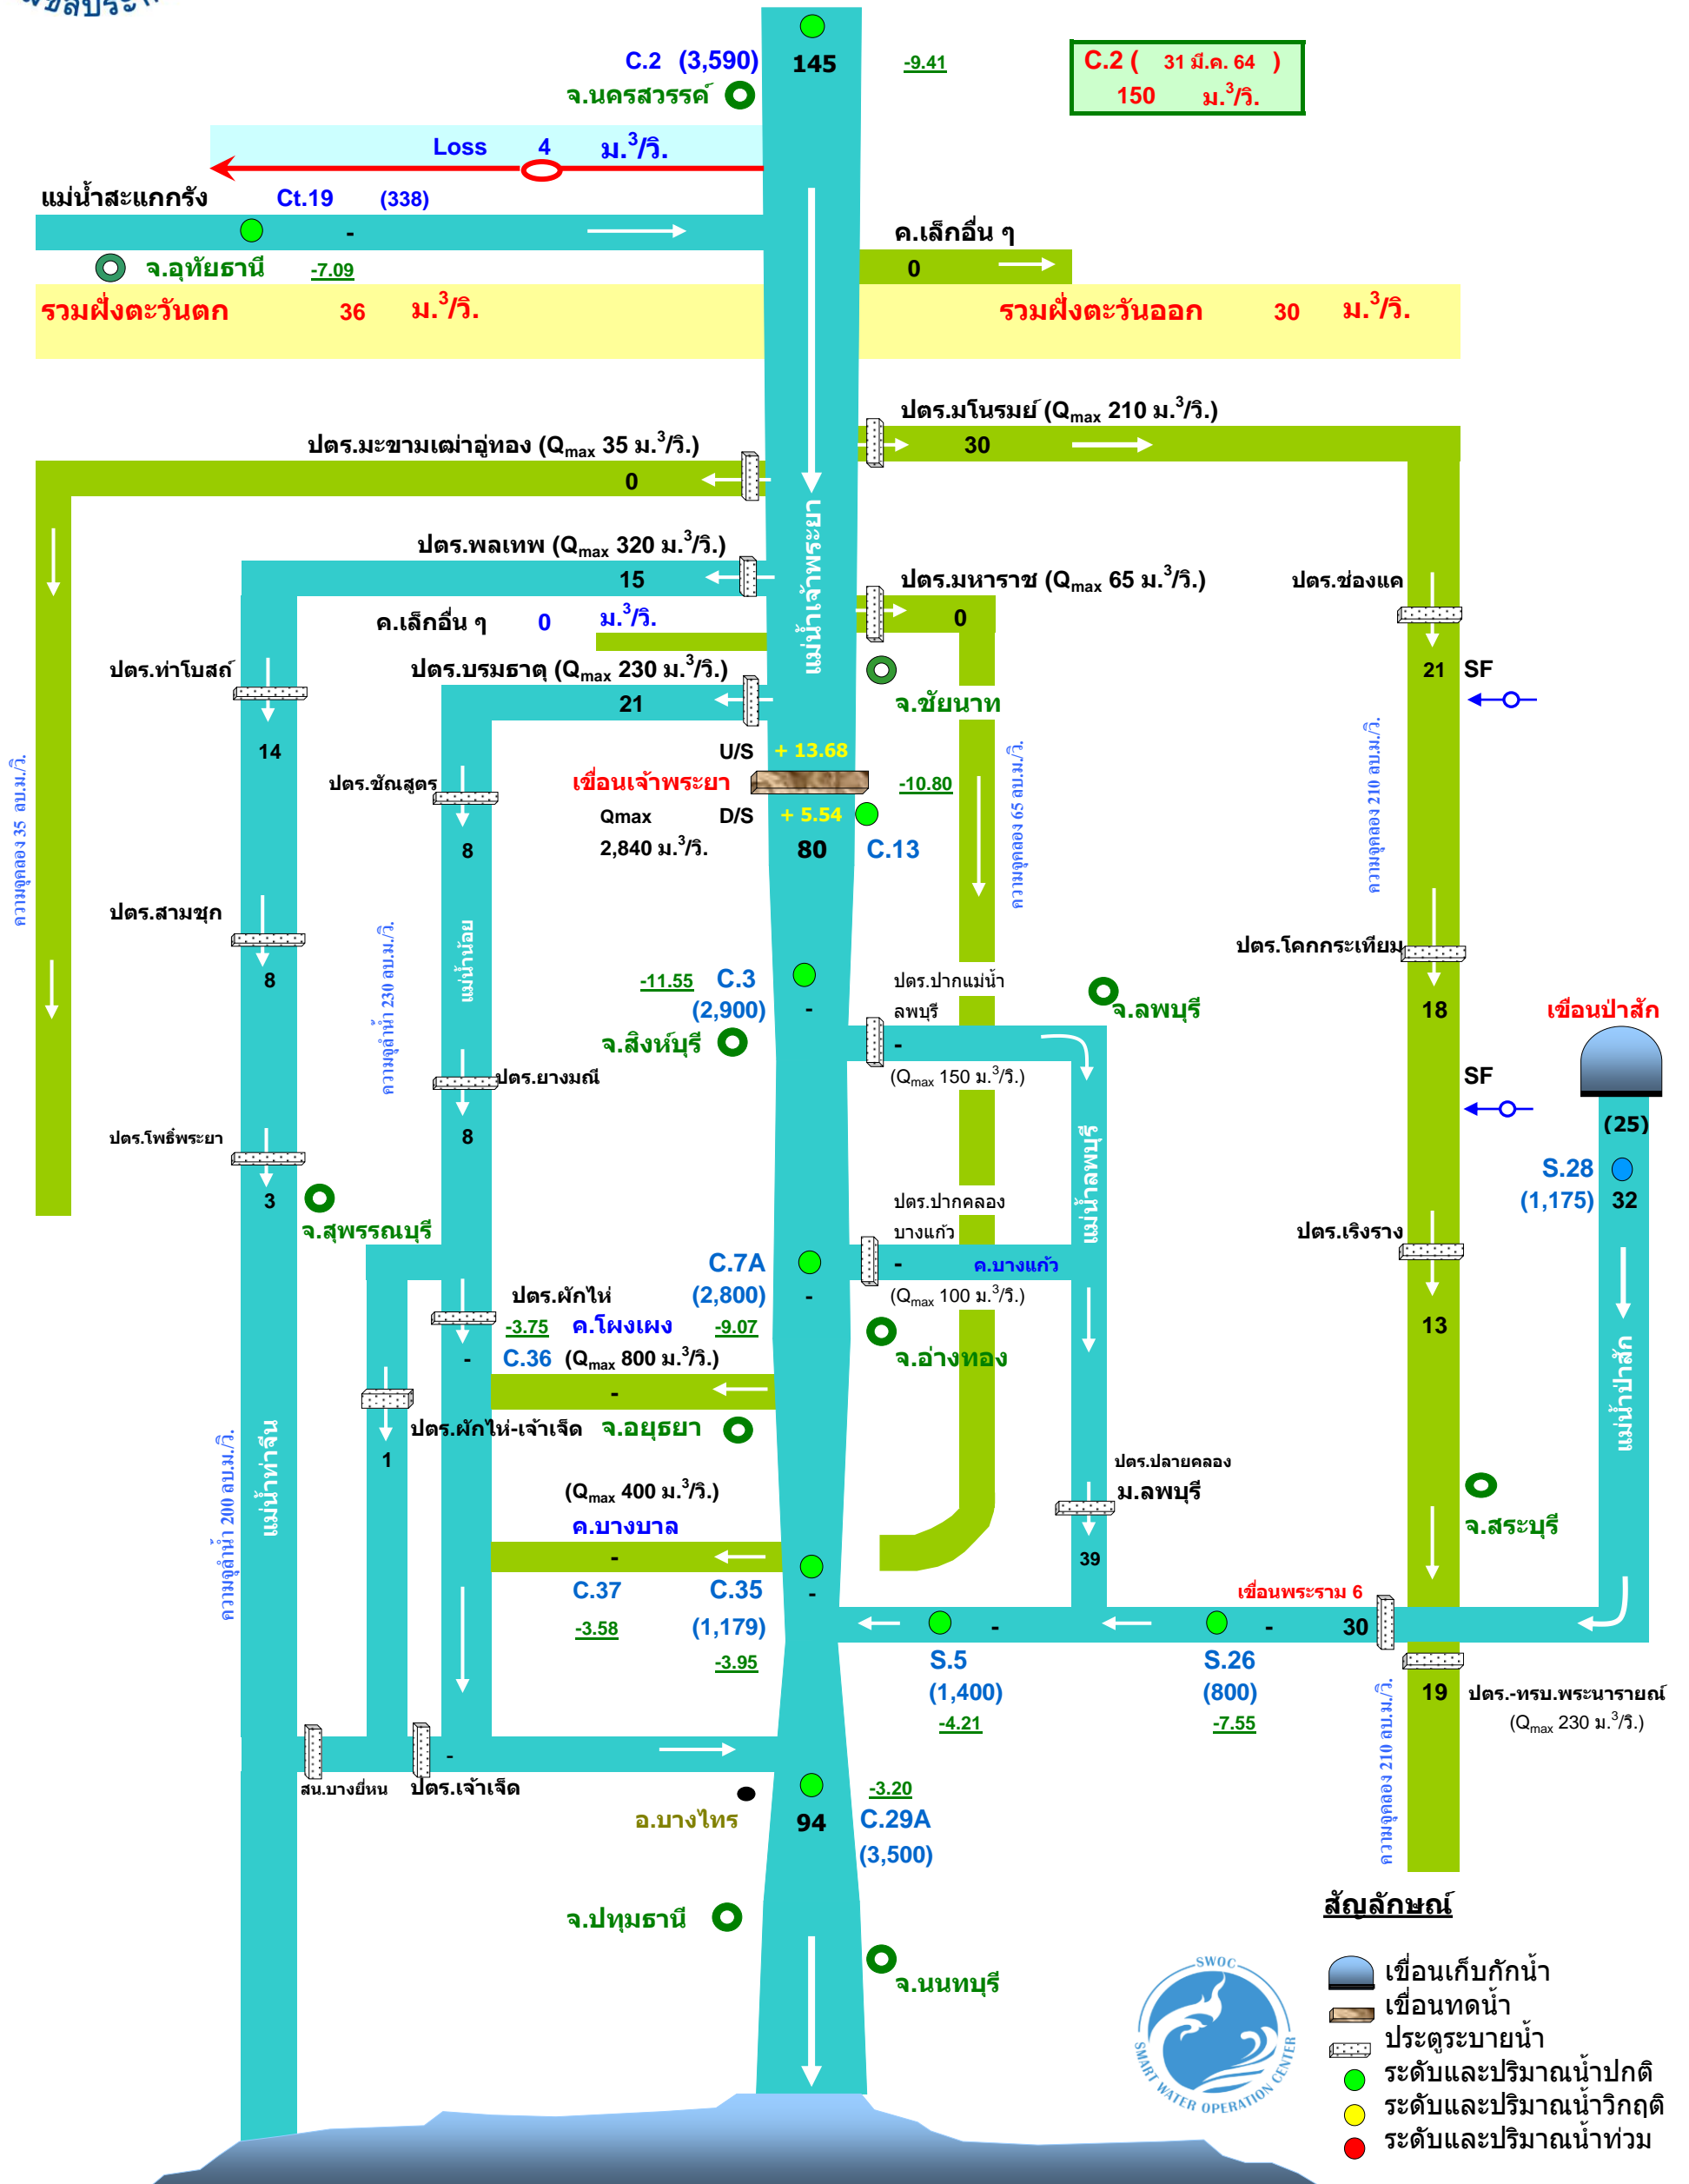 C.2 (3,590) 145 -9.41
C.2 ( 31 มี.ค. 64 )
150 ม.3/วิ.
จ.นครสวรรค์
Loss 4 ม.3/วิ.
แม่น้ำสะแกกรัง Ct.19 (338)
-
ค.เล็กอื่น ๆ
0
จ.อุทัยธานี -7.09
รวมฝั่งตะวันตก 36 ม.3/วิ.
รวมฝั่งตะวันออก 30 ม.3/วิ.
ปตร.มโนรมย์ (Qmax 210 ม.3/วิ.)
30
ปตร.มะขามเฒ่าอู่ทอง (Qmax 35 ม.3/วิ.)
0
แม่น้ำเจ้าพระยา
ปตร.พลเทพ (Qmax 320 ม.3/วิ.)
15
ปตร.มหาราช (Qmax 65 ม.3/วิ.)
0
ปตร.ช่องแค
21 SF
ค.เล็กอื่น ๆ 0 ม.3/วิ.
ปตร.ท่าโบสถ์
14
ปตร.บรมธาตุ (Qmax 230 ม.3/วิ.)
21
จ.ชัยนาท
ความจุคลอง 35 ลบ.ม./วิ.
ความจุคลอง 65 ลบ.ม./วิ.
ความจุคลอง 210 ลบ.ม./วิ.
U/S + 13.68
ปตร.ชัณสูตร
8
เขื่อนเจ้าพระยา -10.80
Qmax D/S + 5.54
2,840 ม.3/วิ. 80 C.13
ปตร.สามชุก
8
ความจุลำน้ำ 230 ลบ.ม./วิ.
แม่น้ำน้อย
-11.55 C.3
(2,900) -
จ.สิงห์บุรี
ปตร.ปากแม่น้ำ
ลพบุรี
-
(Qmax 150 ม.3/วิ.)
จ.ลพบุรี
ปตร.โคกกระเทียม
18
เขื่อนป่าสัก
(25)
SF
S.28
(1,175) 32
ปตร.ยางมณี
8
ปตร.โพธิ์พระยา
3
จ.สุพรรณบุรี
แม่น้ำลพบุรี
ปตร.ปากคลอง
บางแก้ว
- ค.บางแก้ว
(Qmax 100 ม.3/วิ.)
ปตร.เริงราง
13
C.7A
(2,800) -
-9.07
ปตร.ผักไห่
-3.75 ค.โผงเผง
- C.36 (Qmax 800 ม.3/วิ.)
-
จ.อ่างทอง
แม่น้ำป่าสัก
ปตร.ผักไห่-เจ้าเจ็ด
1
จ.อยุธยา
ความจุลำน้ำ 200 ลบ.ม./วิ.
แม่น้ำท่าจีน
(Qmax 400 ม.3/วิ.)
ค.บางบาล
-
C.37 C.35 -
-3.58 (1,179)
-3.95
ปตร.ปลายคลอง
ม.ลพบุรี
39
จ.สระบุรี
เขื่อนพระราม 6
- - 30
S.5 S.26
(1,400) (800)
-4.21 -7.55
19 ปตร.-ทรบ.พระนารายณ์
(Qmax 230 ม.3/วิ.)
ความจุคลอง 210 ลบ.ม./วิ.
-
สน.บางยี่หน ปตร.เจ้าเจ็ด
-3.20
อ.บางไทร 94 C.29A
(3,500)
จ.ปทุมธานี
จ.นนทบุรี
สัญลักษณ์
เขื่อนเก็บกักน้ำ
เขื่อนทดน้ำ
ประตูระบายน้ำ
ระดับและปริมาณน้ำปกติ
ระดับและปริมาณน้ำวิกฤติ
ระดับและปริมาณน้ำท่วม
SWOC
SMART WATER OPERATION CENTER